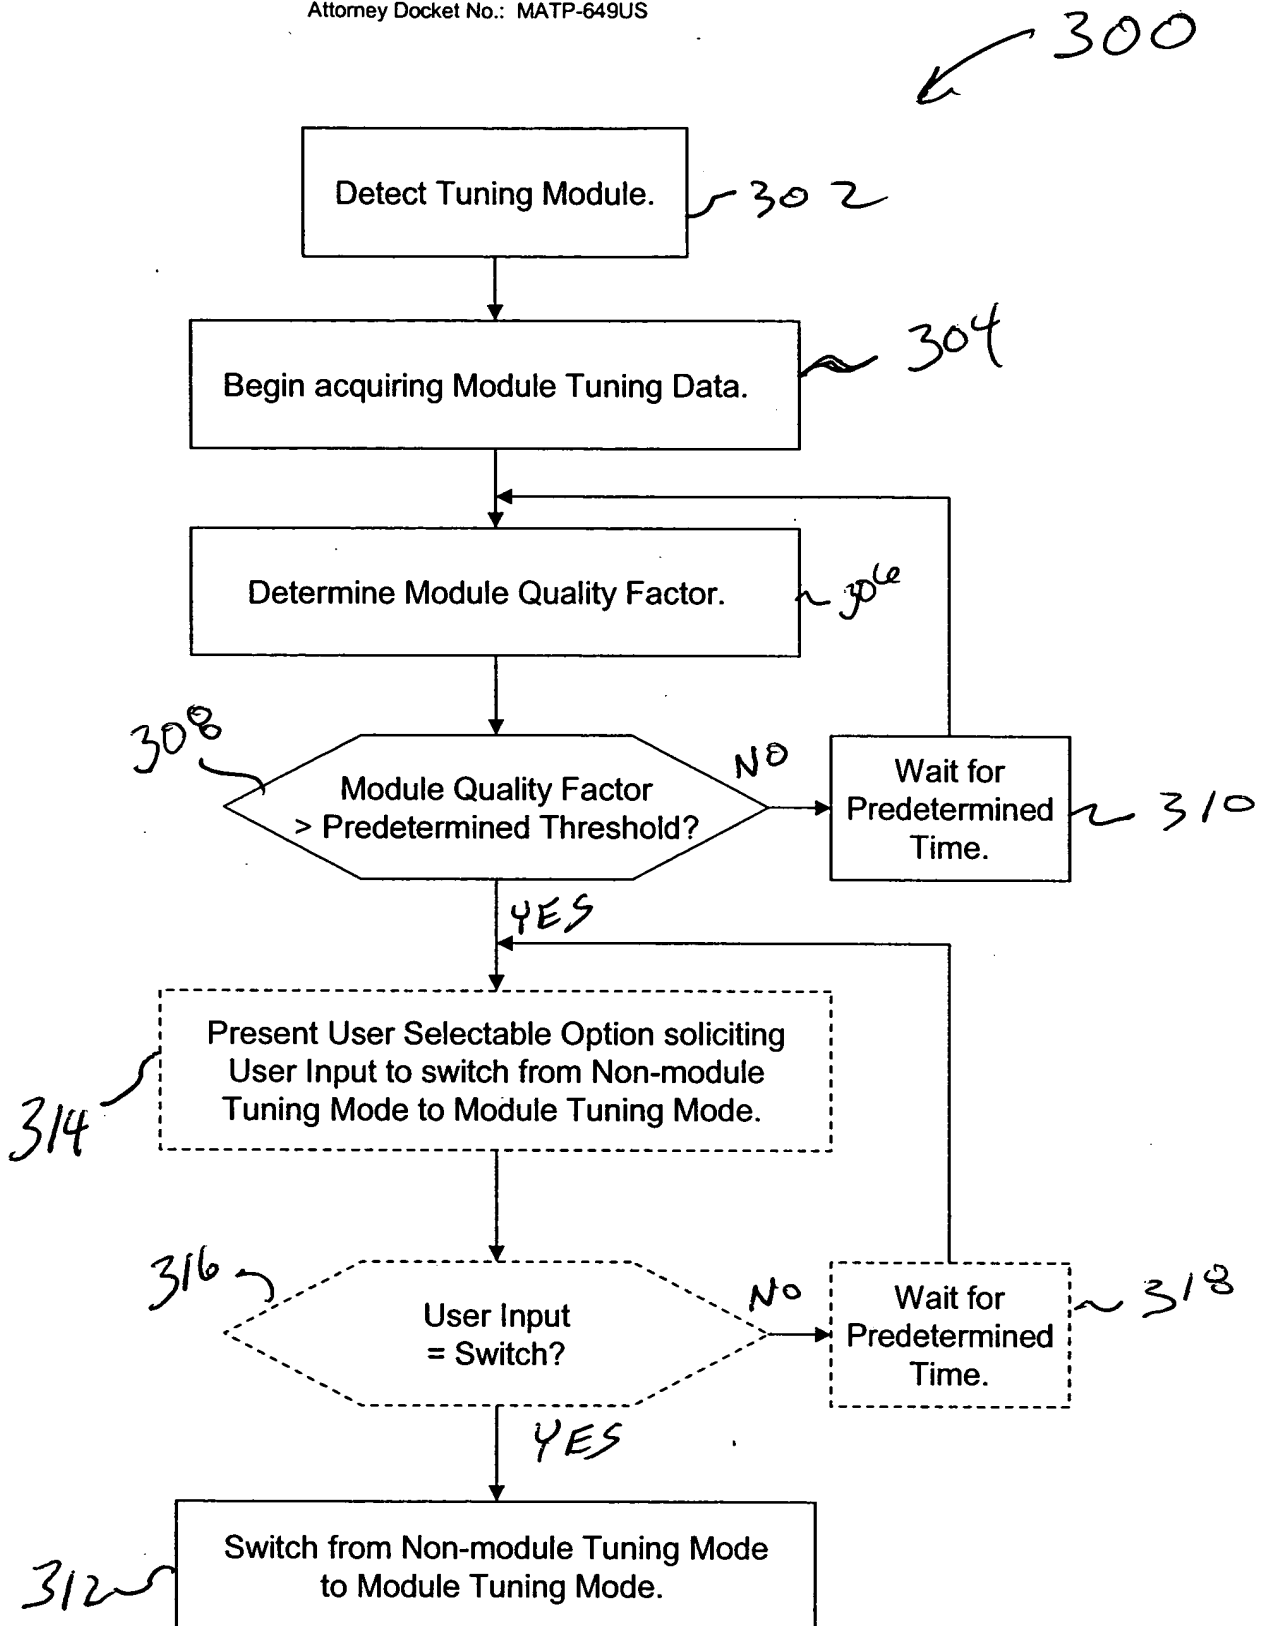 Attorney Docket No.: MATP-649US
300
Detect Tuning Module.
302
Begin acquiring Module Tuning Data.
304
Determine Module Quality Factor.
306
308
Module Quality Factor
> Predetermined Threshold?
NO
Wait for
Predetermined
Time.
310
YES
Present User Selectable Option soliciting
User Input to switch from Non-module
Tuning Mode to Module Tuning Mode.
314
316
User Input
= Switch?
NO
Wait for
Predetermined
Time.
318
YES
Switch from Non-module Tuning Mode
to Module Tuning Mode.
312